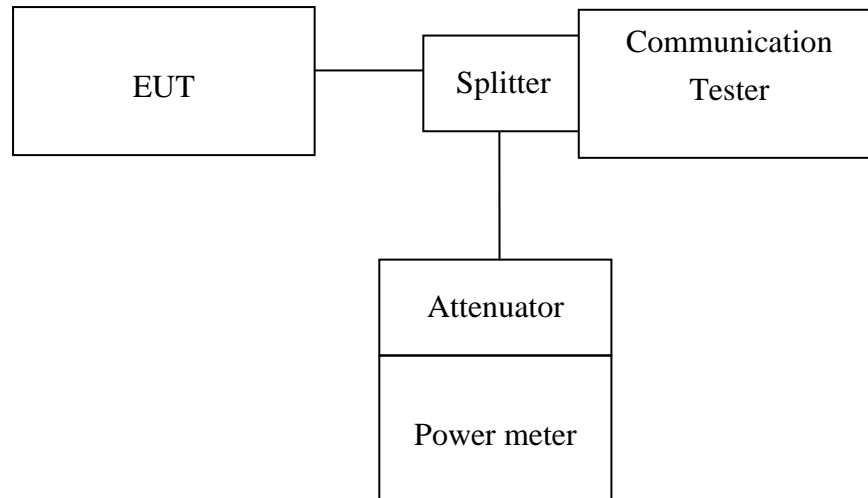 EUT
Splitter
Communication
Tester
Attenuator
Power meter